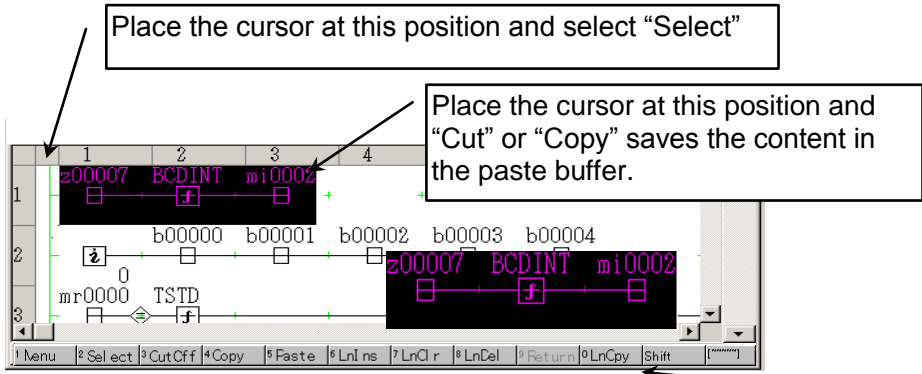 Place the cursor at this position and select “Select”
Place the cursor at this position and
“Cut” or “Copy” saves the content in
the paste buffer.
1 2 3 4
z00007 BCDINT mi0002
1
b00000 b00001 b00002 b00003 b00004
2
z00007 BCDINT mi0002
0
mr0000 TSTD
3
1 Menu 2 Select 3 CutCff 4 Copy 5 Paste 6 LnIns 7 LnClr 8 LnDel 9 Return 0 LnCpy Shift